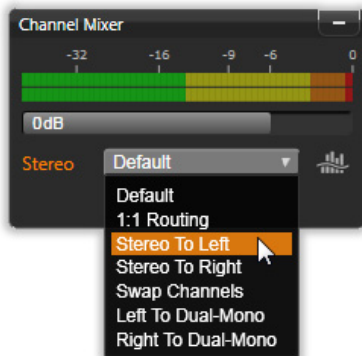 Channel Mixer
-32 -16 -9 -6 0
0dB
Stereo Default
Default
1:1 Routing
Stereo To Left
Stereo To Right
Swap Channels
Left To Dual-Mono
Right To Dual-Mono